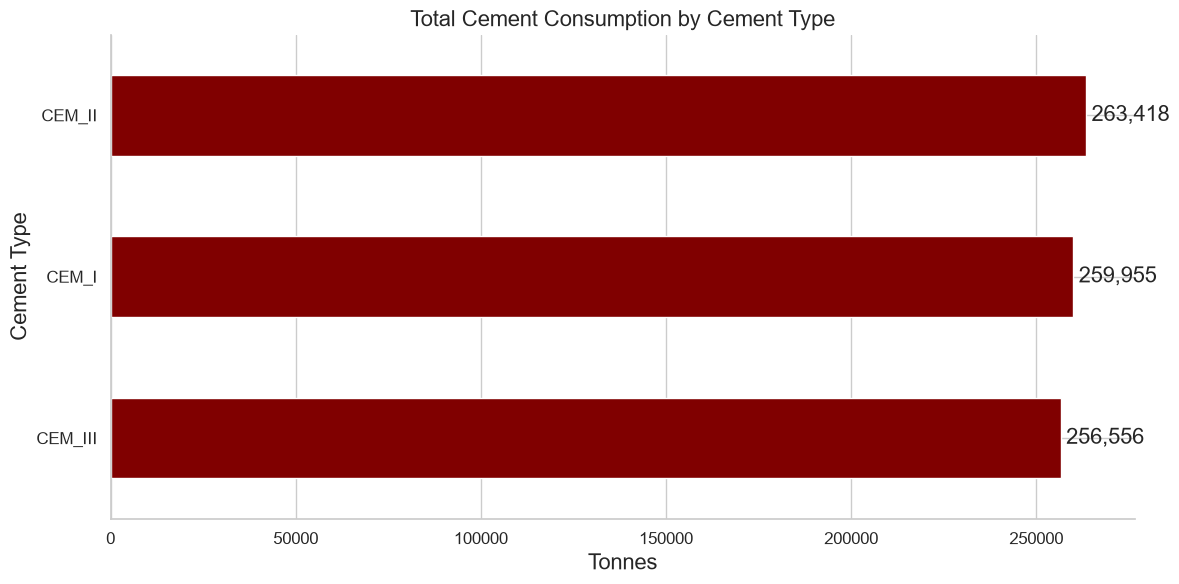 Total Cement Consumption by Cement Type
Cement Type
CEM_II
263,418
CEM_I
259,955
CEM_III
256,556
0 50000 100000 150000 200000 250000
Tonnes